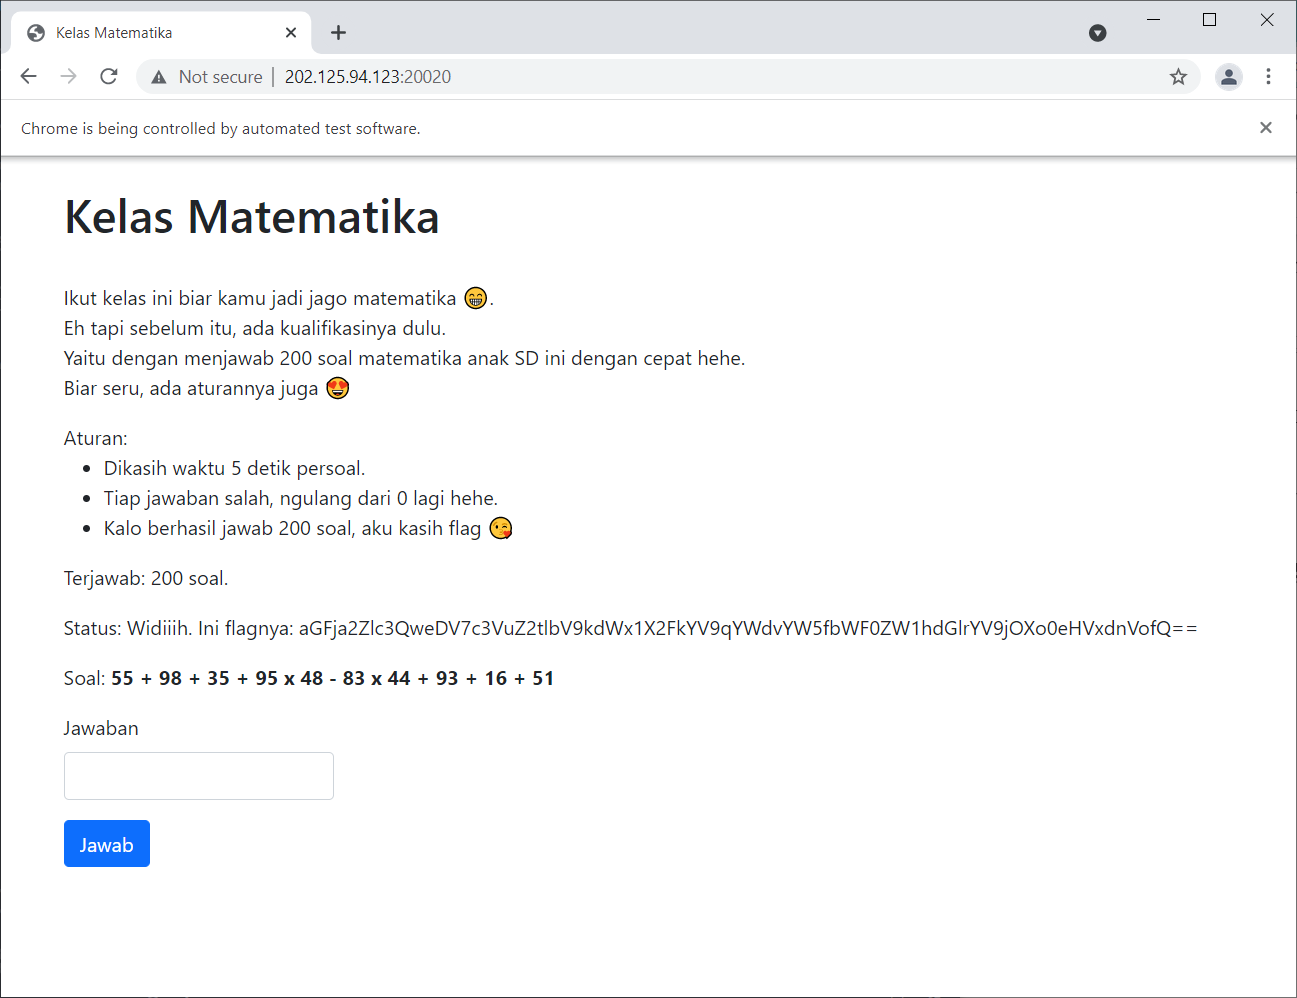 Kelas Matematika
Not secure | 202.125.94.123:20020
Chrome is being controlled by automated test software.
Kelas Matematika
Ikut kelas ini biar kamu jadi jago matematika 😁.
Eh tapi sebelum itu, ada kualifikasinya dulu.
Yaitu dengan menjawab 200 soal matematika anak SD ini dengan cepat hehe.
Biar seru, ada aturannya juga 😍
Aturan:
• Dikasih waktu 5 detik persoal.
• Tiap jawaban salah, ngulang dari 0 lagi hehe.
• Kalo berhasil jawab 200 soal, aku kasih flag 😘
Terjawab: 200 soal.
Status: Widiiih. Ini flagnya: aGFja2Zlc3QweDV7c3VuZ2tlbV9kdWx1X2FkYV9qYWdvYW5fbWF0ZW1hdGlrYV9jOXo0eHVxdnVofQ==
Soal: 55 + 98 + 35 + 95 x 48 - 83 x 44 + 93 + 16 + 51
Jawaban
Jawab